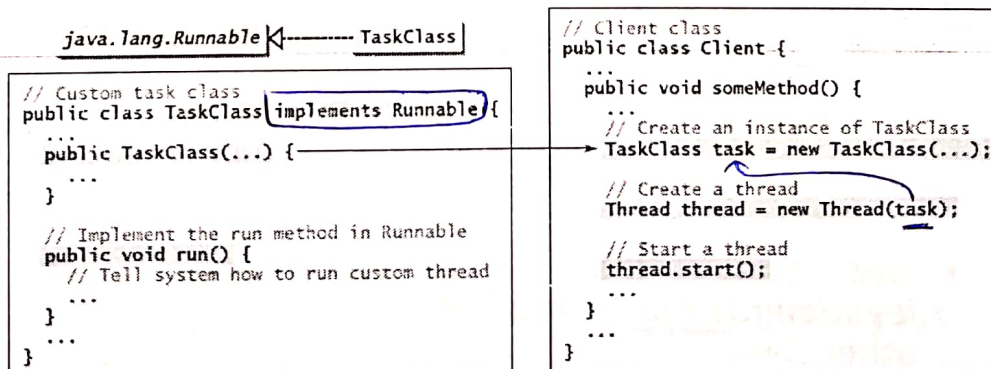 java.lang.Runnable
TaskClass
// Custom task class
public class TaskClass implements Runnable {
...
public TaskClass(...) {
...
}
// Implement the run method in Runnable
public void run() {
// Tell system how to run custom thread
...
}
...
}
// Client class
public class Client {
...
public void someMethod() {
...
// Create an instance of TaskClass
TaskClass task = new TaskClass(...);
// Create a thread
Thread thread = new Thread(task);
// Start a thread
thread.start();
...
}
...
}